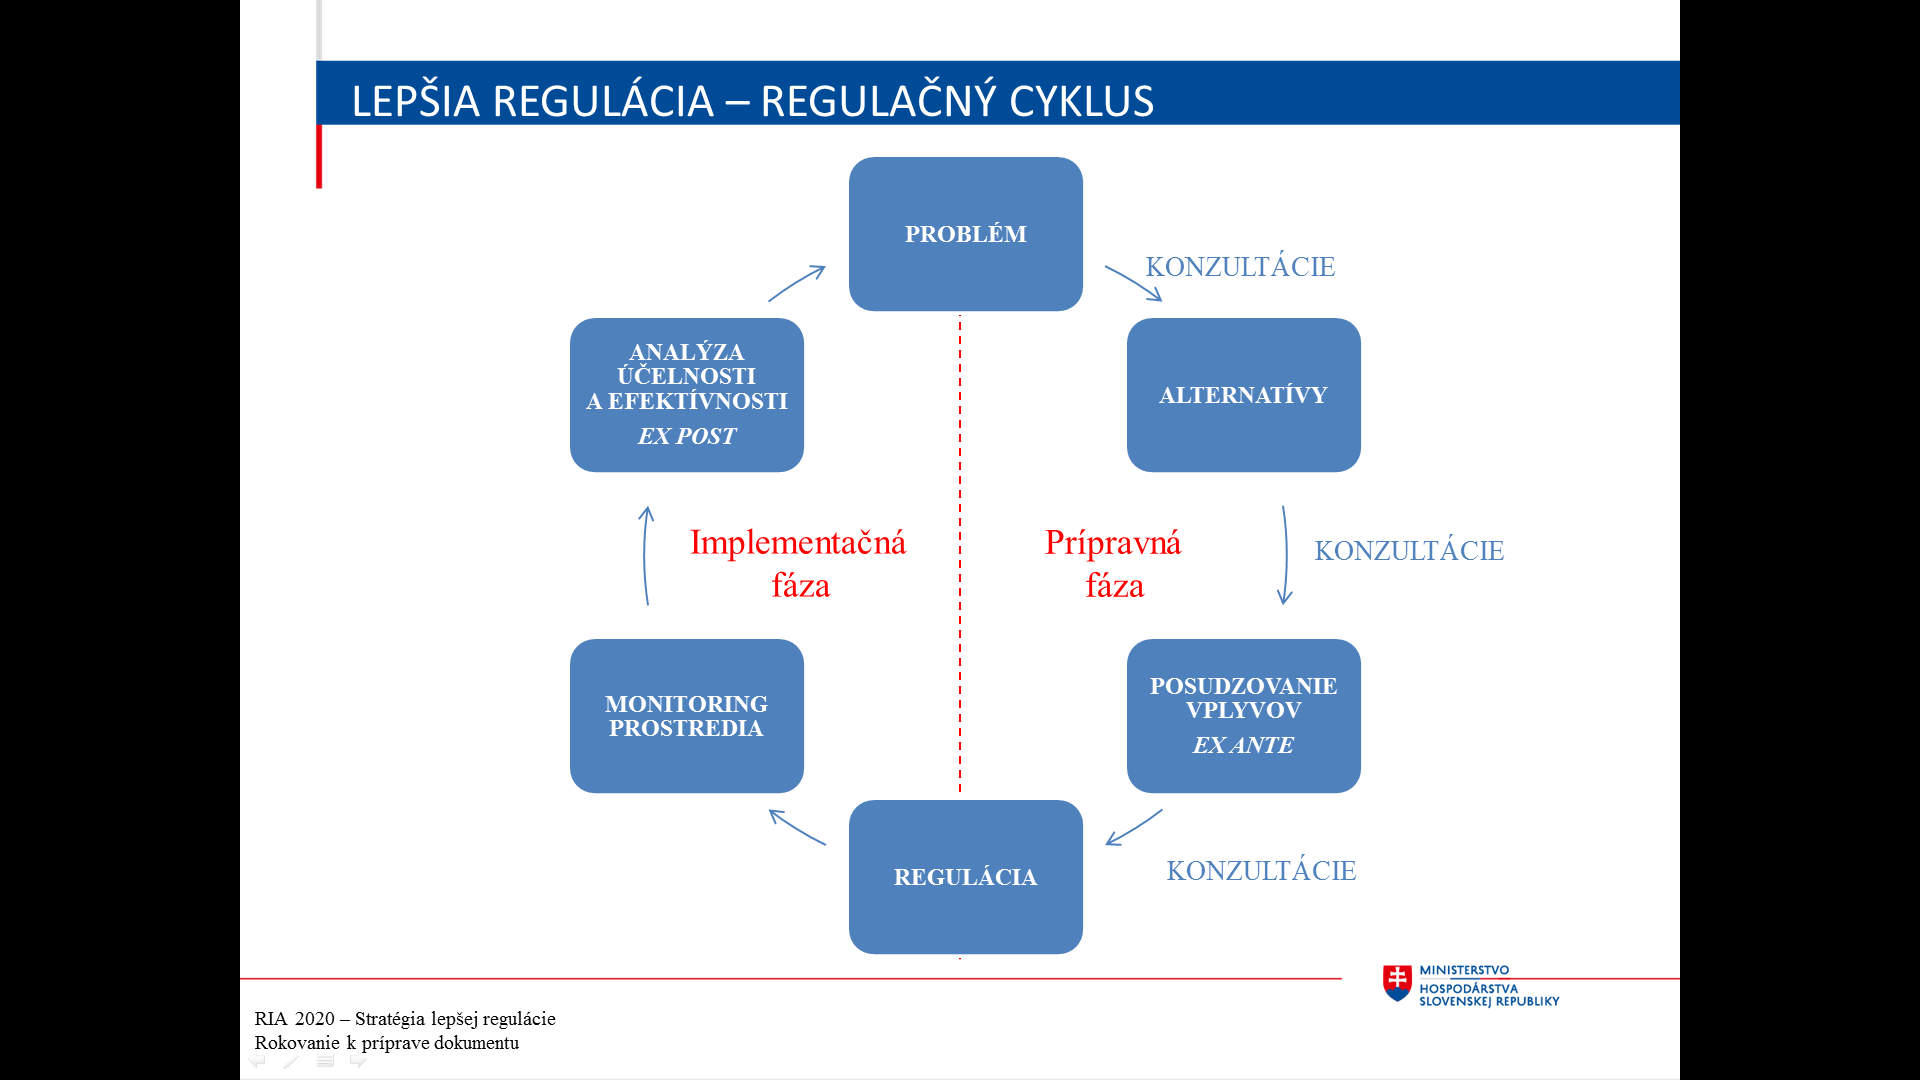 LEPŠIA REGULÁCIA – REGULAČNÝ CYKLUS
PROBLÉM
KONZULTÁCIE
ALTERNATÍVY
KONZULTÁCIE
POSUDZOVANIE
VPLYVOV
EX ANTE
KONZULTÁCIE
REGULÁCIA
MONITORING
PROSTREDIA
ANALÝZA
ÚČELNOSTI
A EFEKTÍVNOSTI
EX POST
Implementačná
fáza
Prípravná
fáza
MINISTERSTVO
HOSPODÁRSTVA
SLOVENSKEJ REPUBLIKY
RIA 2020 – Stratégia lepšej regulácie
Rokovanie k príprave dokumentu